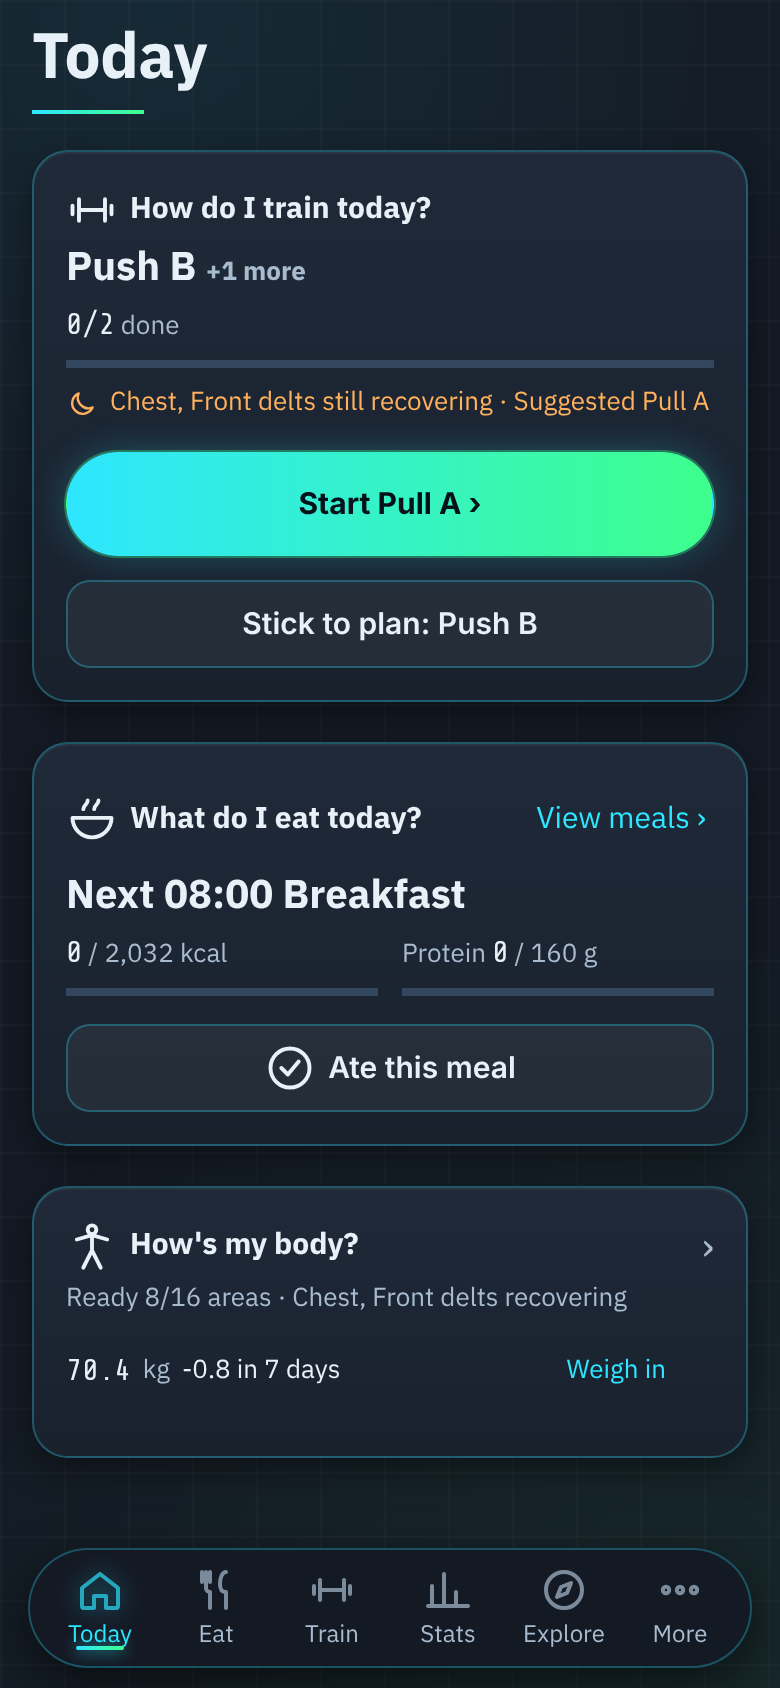 Today
How do I train today?
Push B +1 more
0/2 done
Chest, Front delts still recovering · Suggested Pull A
Start Pull A ›
Stick to plan: Push B
What do I eat today?
View meals ›
Next 08:00 Breakfast
0 / 2,032 kcal
Protein 0 / 160 g
Ate this meal
How's my body?
›
Ready 8/16 areas · Chest, Front delts recovering
70.4 kg -0.8 in 7 days
Weigh in
Today
Eat
Train
Stats
Explore
More